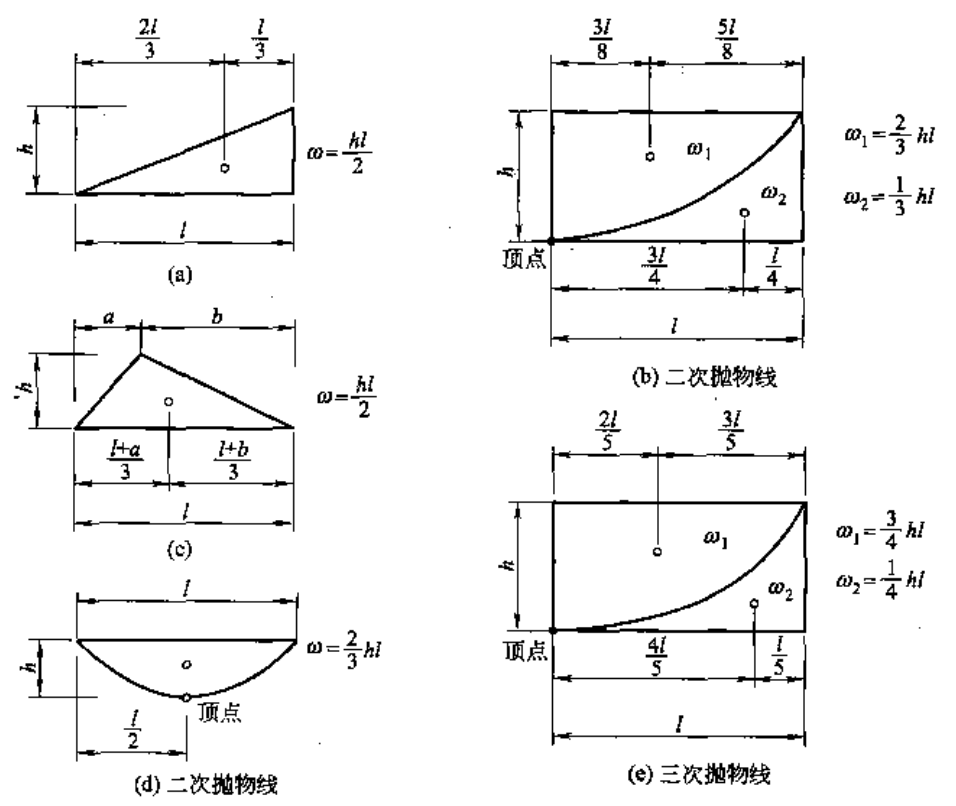 2l/3 l/3
h
ω=hl/2
l
(a)
3l/8 5l/8
h
ω₁
ω₂
ω₁=2/3 hl
ω₂=1/3 hl
顶点
3l/4 l/4
l
(b) 二次抛物线
a b
h
ω=hl/2
l+a/3 l+b/3
l
(c)
2l/5 3l/5
h
ω₁
ω₂
ω₁=3/4 hl
ω₂=1/4 hl
顶点
4l/5 l/5
l
(e) 三次抛物线
l
h
ω=2/3 hl
顶点
l/2
(d) 二次抛物线